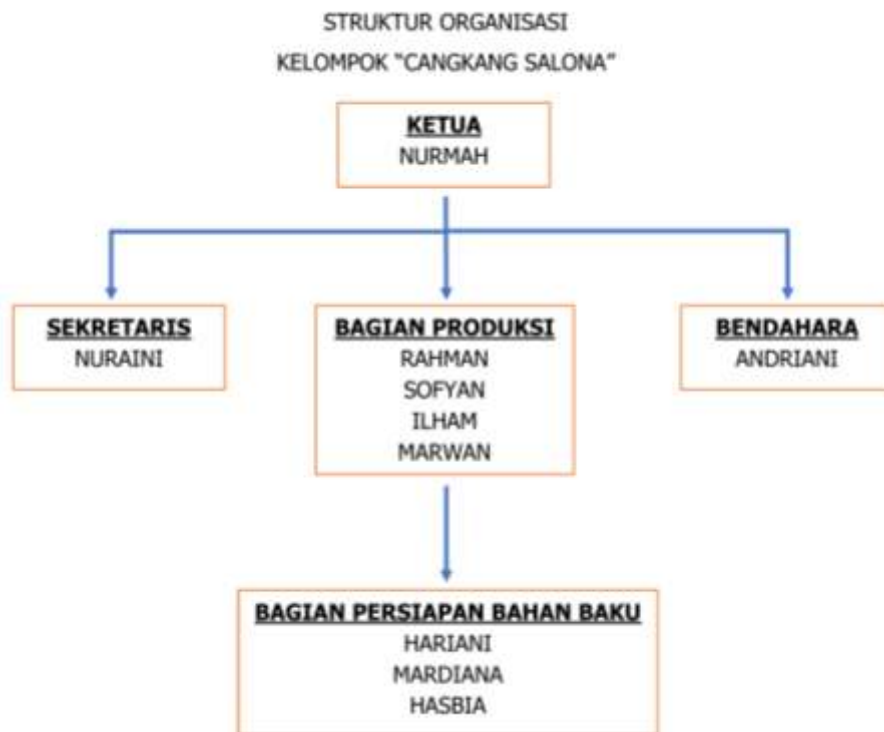 STRUKTUR ORGANISASI
KELOMPOK “CANGKANG SALONA”
KETUA
NURMAH
SEKRETARIS
NURAINI
BAGIAN PRODUKSI
RAHMAN
SOFYAN
ILHAM
MARWAN
BENDAHARA
ANDRIANI
BAGIAN PERSIAPAN BAHAN BAKU
HARIANI
MARDIANA
HASBIA